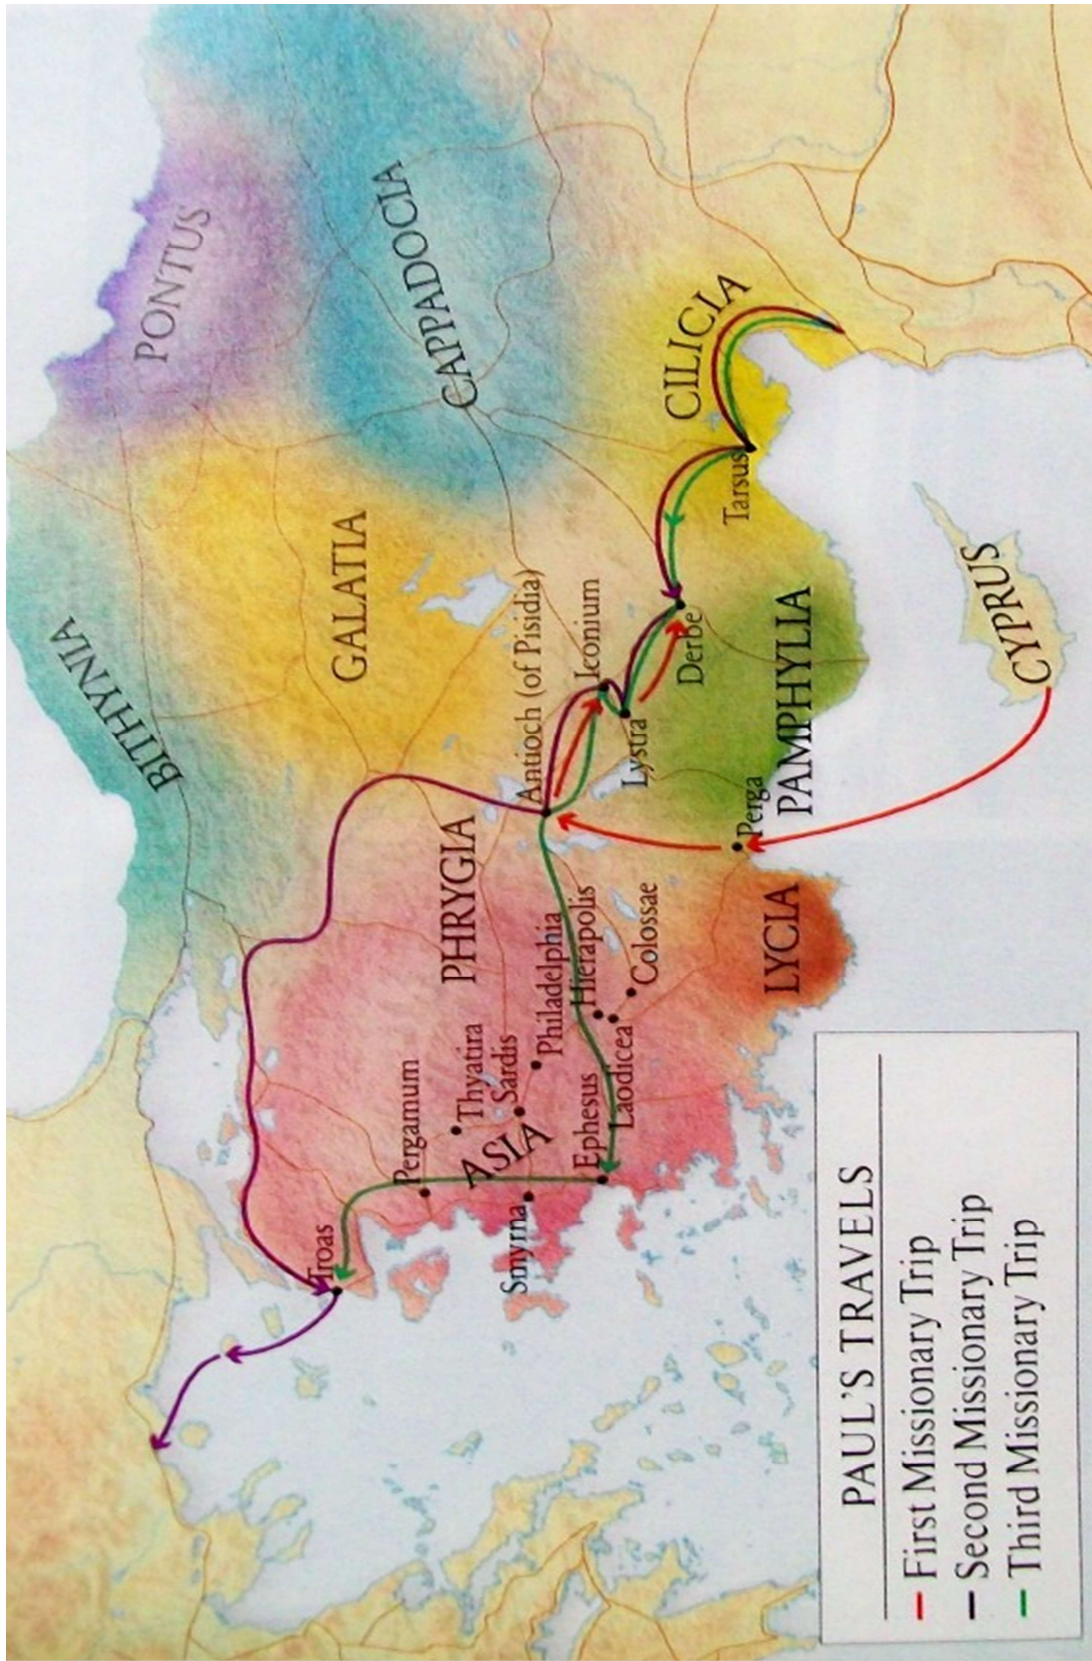 BITHYNIA
PONTUS
GALATIA
CAPPADOCIA
PHRYGIA
ASIA
LYCIA
PAMPHYLIA
CILICIA
CYPRUS
Troas
Pergamum
Thyatira
Sardis
Smyrna
Philadelphia
Ephesus
Hierapolis
Laodicea
Colossae
Antioch (of Pisidia)
Iconium
Lystra
Derbe
Tarsus
Perga
PAUL'S TRAVELS
First Missionary Trip
Second Missionary Trip
Third Missionary Trip